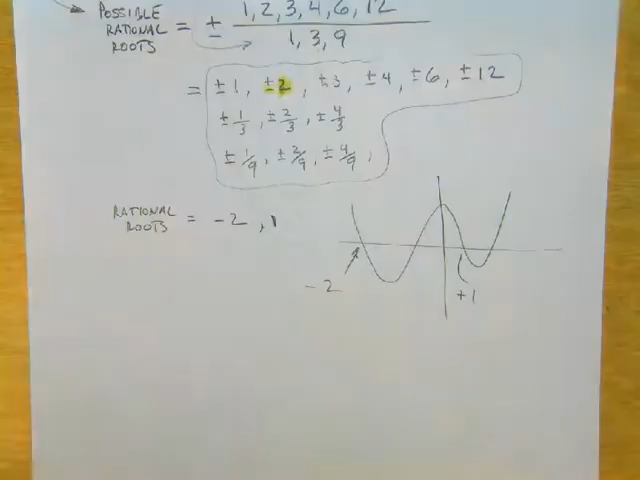 POSSIBLE
RATIONAL
ROOTS = ± 1, 2, 3, 4, 6, 12 / 1, 3, 9
= ±1, ±2, ±3, ±4, ±6, ±12
±1/3, ±2/3, ±4/3
±1/9, ±2/9, ±4/9,
RATIONAL
ROOTS = -2, 1
-2
+1